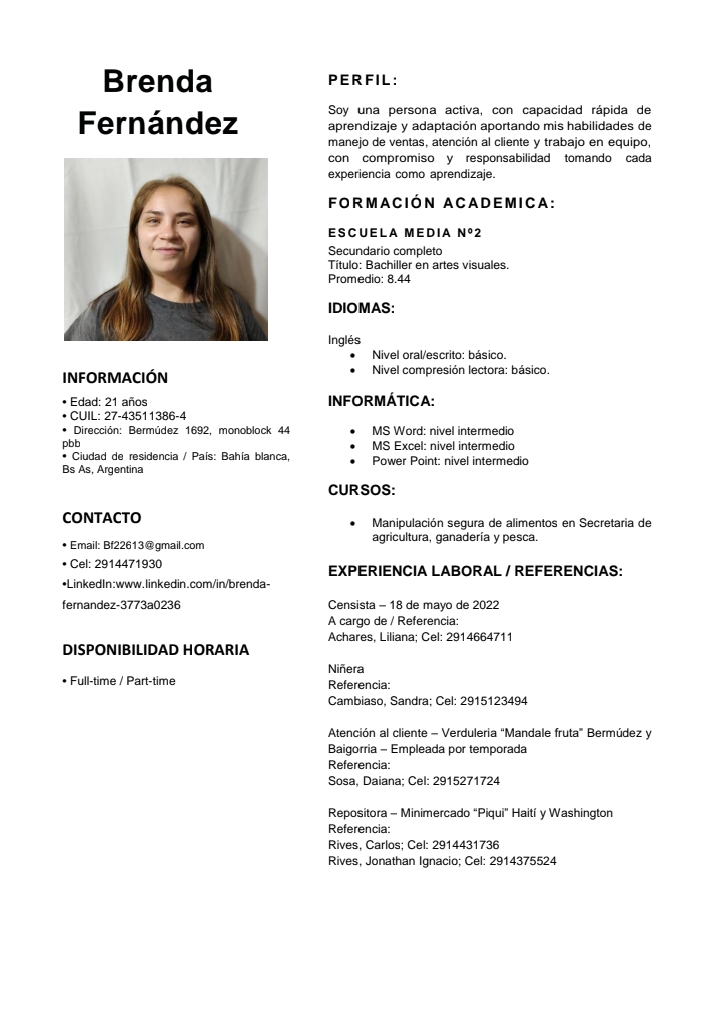 Brenda
Fernández
INFORMACIÓN
• Edad: 21 años
• CUIL: 27-43511386-4
• Dirección: Bermúdez 1692, monoblock 44
pbb
• Ciudad de residencia / País: Bahía blanca,
Bs As, Argentina
CONTACTO
• Email: Bf22613@gmail.com
• Cel: 2914471930
•LinkedIn:www.linkedin.com/in/brenda-
fernandez-3773a0236
DISPONIBILIDAD HORARIA
• Full-time / Part-time
PERFIL:
Soy una persona activa, con capacidad rápida de
aprendizaje y adaptación aportando mis habilidades de
manejo de ventas, atención al cliente y trabajo en equipo,
con compromiso y responsabilidad tomando cada
experiencia como aprendizaje.
FORMACIÓN ACADEMICA:
ESCUELA MEDIA Nº2
Secundario completo
Título: Bachiller en artes visuales.
Promedio: 8.44
IDIOMAS:
Inglés
• Nivel oral/escrito: básico.
• Nivel compresión lectora: básico.
INFORMÁTICA:
• MS Word: nivel intermedio
• MS Excel: nivel intermedio
• Power Point: nivel intermedio
CURSOS:
• Manipulación segura de alimentos en Secretaria de
agricultura, ganadería y pesca.
EXPERIENCIA LABORAL / REFERENCIAS:
Censista – 18 de mayo de 2022
A cargo de / Referencia:
Achares, Liliana; Cel: 2914664711
Niñera
Referencia:
Cambiaso, Sandra; Cel: 2915123494
Atención al cliente – Verduleria “Mandale fruta” Bermúdez y
Baigorria – Empleada por temporada
Referencia:
Sosa, Daiana; Cel: 2915271724
Repositora – Minimercado “Piqui” Haití y Washington
Referencia:
Rives, Carlos; Cel: 2914431736
Rives, Jonathan Ignacio; Cel: 2914375524